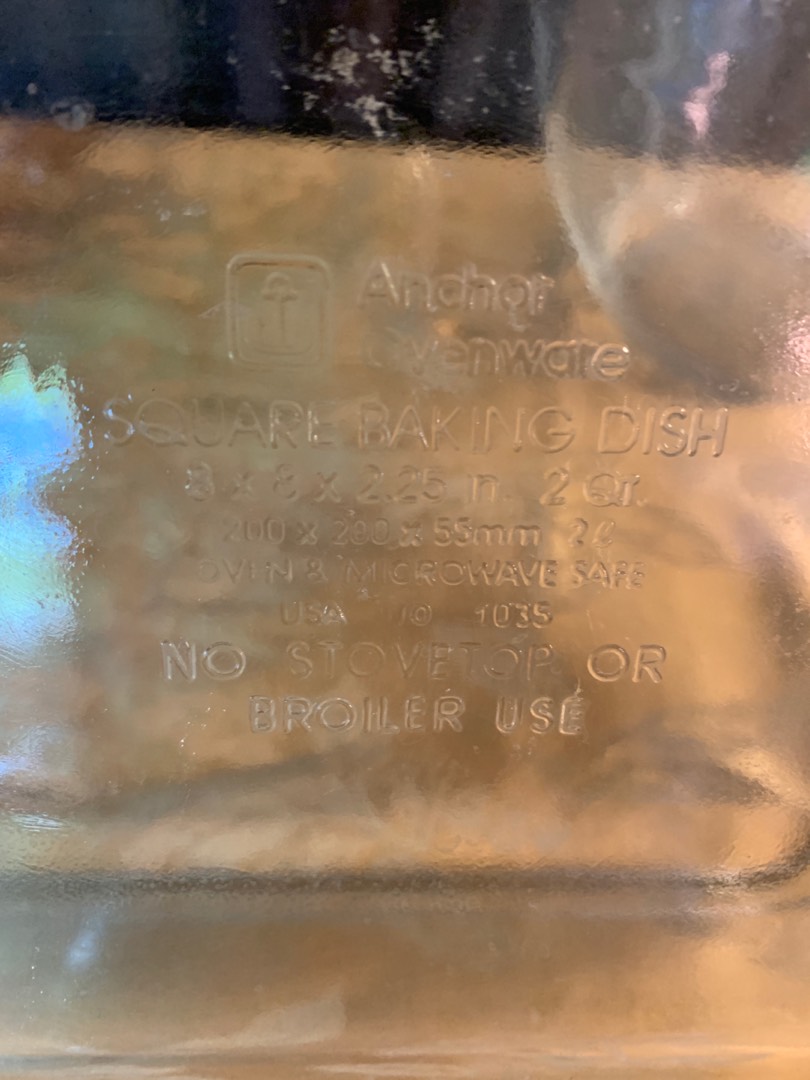 Anchor
Ovenware
SQUARE BAKING DISH
8 x 8 x 2.25 in. 2 QT.
200 x 200 x 55mm 2ℓ
OVEN & MICROWAVE SAFE
USA 10 1035
NO STOVETOP OR
BROILER USE